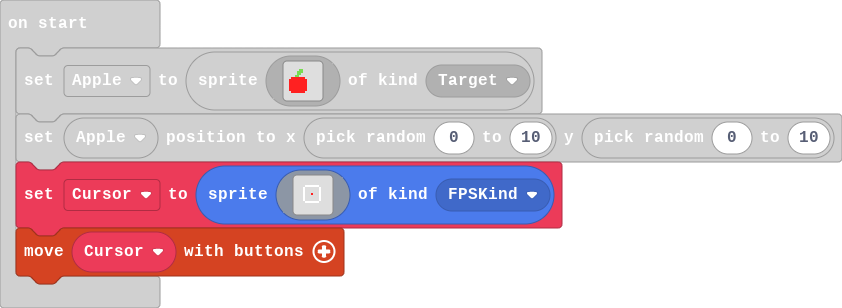 on start
set Apple to sprite of kind Target
set Apple position to x pick random 0 to 10 y pick random 0 to 10
set Cursor to sprite of kind FPSKind
move Cursor with buttons